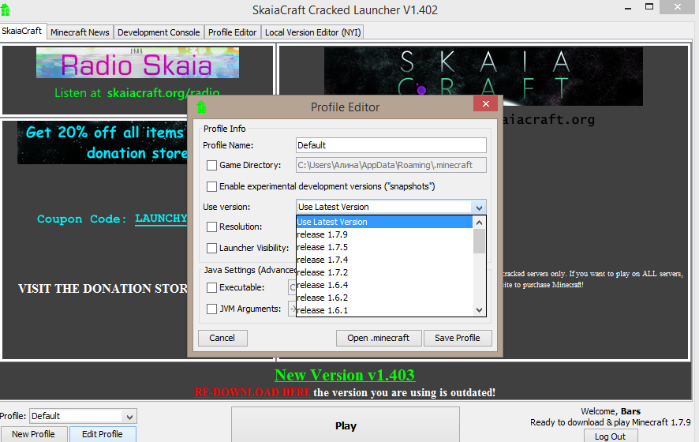 SkaiaCraft Cracked Launcher V1.402
SkaiaCraft Minecraft News Development Console Profile Editor Local Version Editor (NYI)
Radio Skaia
Listen at skaiacraft.org/radio
SKAIA
CRAFT
aiacraft.org
Get 20% off all items
donation store
Coupon Code: LAUNCHY
VISIT THE DONATION STOR
cracked servers only. If you want to play on ALL servers,
ite to purchase Minecraft!
Profile Editor
Profile Info
Profile Name: Default
Game Directory: C:\Users\Алина\AppData\Roaming\.minecraft
Enable experimental development versions ("snapshots")
Use version: Use Latest Version
Resolution:
Launcher Visibility:
Use Latest Version
release 1.7.9
release 1.7.5
release 1.7.4
release 1.7.2
release 1.6.4
release 1.6.2
release 1.6.1
Java Settings (Advanced
Executable:
JVM Arguments:
Cancel Open .minecraft Save Profile
New Version v1.403
RE-DOWNLOAD HERE the version you are using is outdated!
Profile: Default
New Profile Edit Profile
Play
Welcome, Bars
Ready to download & play Minecraft 1.7.9
Log Out